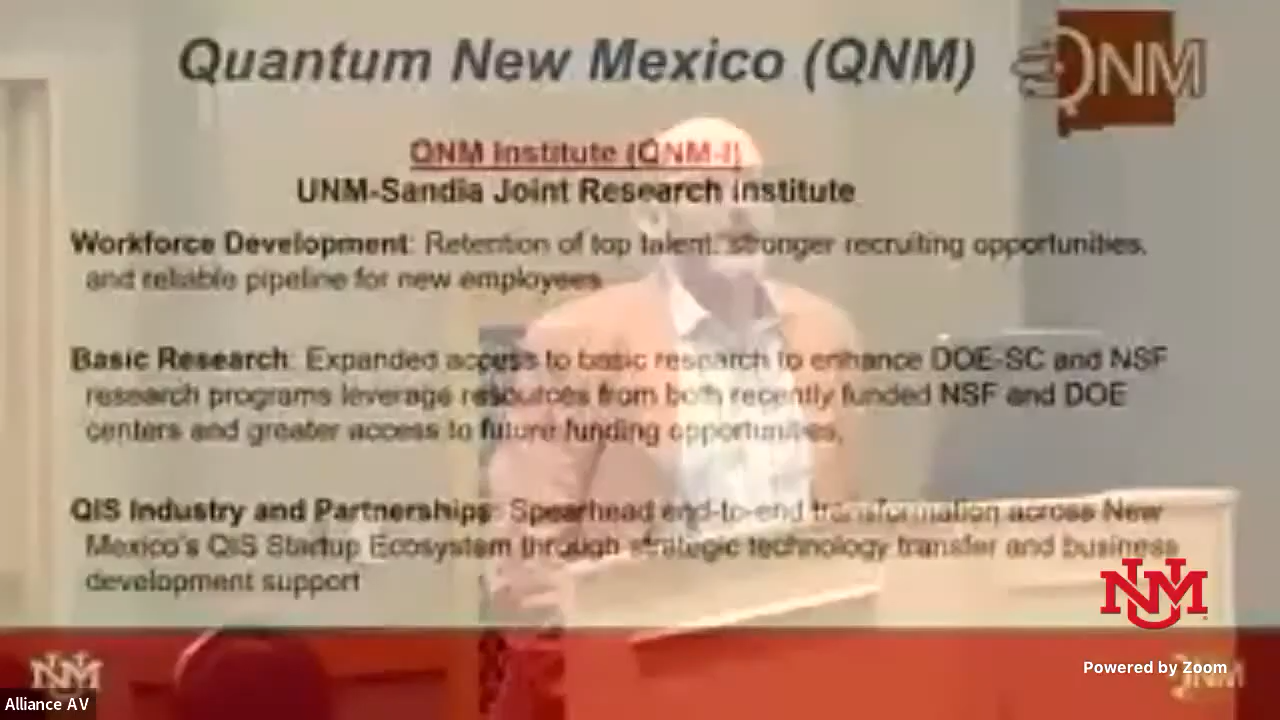 Quantum New Mexico (QNM)
QNM
QNM Institute (QNM-I)
UNM-Sandia Joint Research Institute
Workforce Development: Retention of top talent, stronger recruiting opportunities,
and reliable pipeline for new employees
Basic Research: Expanded access to basic research to enhance DOE-SC and NSF
research programs leverage resources from both recently funded NSF and DOE
centers and greater access to future funding opportunities.
QIS Industry and Partnerships: Spearhead end-to-end transformation across New
Mexico's QIS Startup Ecosystem through strategic technology transfer and business
development support
UNM
Powered by Zoom
UNM
QNM
Alliance AV